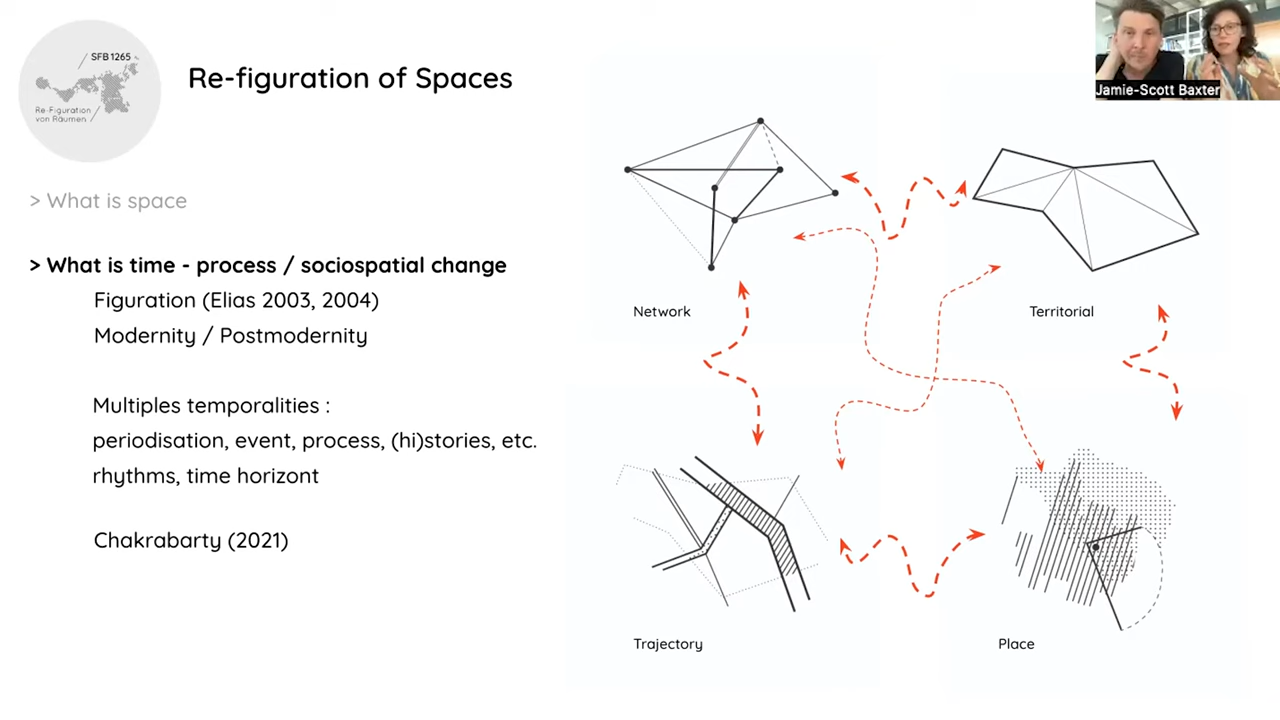 SFB 1265
Re-Figuration
von Räumen
Re-figuration of Spaces
Jamie-Scott Baxter
> What is space
> What is time - process / sociospatial change
Figuration (Elias 2003, 2004)
Modernity / Postmodernity
Multiples temporalities :
periodisation, event, process, (hi)stories, etc.
rhythms, time horizont
Chakrabarty (2021)
Network
Territorial
Trajectory
Place